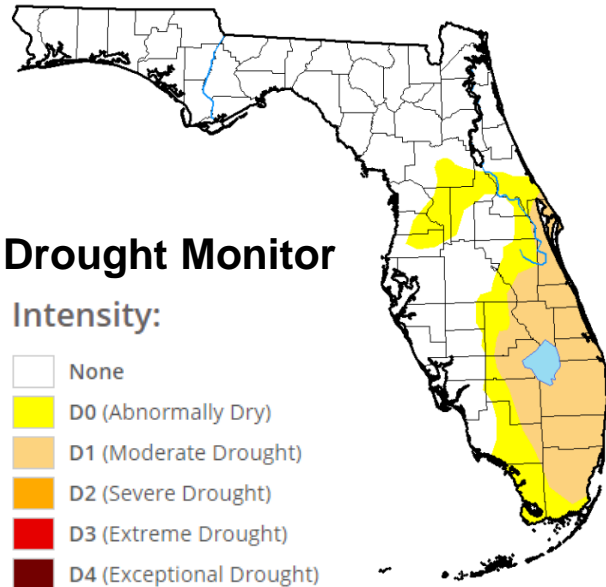 Drought Monitor
Intensity:
None
D0 (Abnormally Dry)
D1 (Moderate Drought)
D2 (Severe Drought)
D3 (Extreme Drought)
D4 (Exceptional Drought)